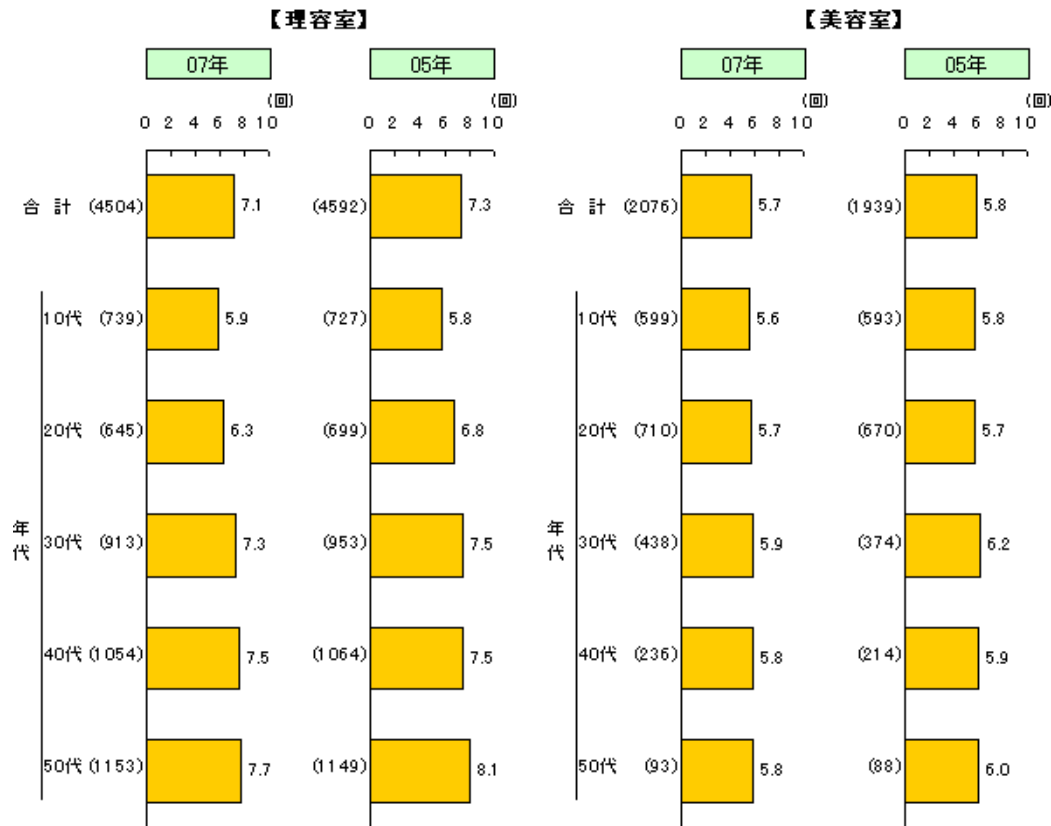 【理容室】 【美容室】
07年 05年 07年 05年
(回) (回) (回) (回)
0 2 4 6 8 10 0 2 4 6 8 10 0 2 4 6 8 10 0 2 4 6 8 10
合計 (4504) 7.1 (4592) 7.3 合計 (2076) 5.7 (1939) 5.8
10代 (739) 5.9 (727) 5.8 10代 (599) 5.6 (593) 5.8
20代 (645) 6.3 (699) 6.8 20代 (710) 5.7 (670) 5.7
年代 30代 (913) 7.3 (953) 7.5 年代 30代 (438) 5.9 (374) 6.2
40代 (1054) 7.5 (1064) 7.5 40代 (236) 5.8 (214) 5.9
50代 (1153) 7.7 (1149) 8.1 50代 (93) 5.8 (88) 6.0